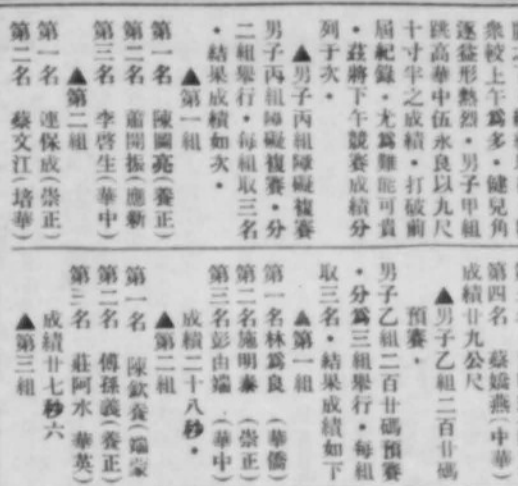 衆較上午爲多・健兒角
逐益形熱烈・男子甲組
跳高華中伍永良以九尺
十寸半之成績・打破前
屆紀錄・尤爲難能可貴
・茲將下午競賽成績分
列于次・
▲男子丙組障礙複賽
男子丙組障礙複賽・分
二組舉行・每組取三名
・結果成績如次・
▲第一組
第一名　陳圖亮(養正)
第二名　蕭開振(應新
第三名　李啓生(華中)
▲第二組
第一名　連保成(崇正)
第二名　蔡文江(培華)
第四名　蔡嬌燕(中華)
成績廿九公尺
▲男子乙組二百廿碼
預賽・
男子乙組二百廿碼預賽
・分爲三組舉行・每組
取三名・結果成績如下
▲第一組
第一名林爲良　(華僑)
第二名施明泰　(崇正)
第三名彭由端　(華中)
成績二十八秒・
▲第二組
第一名　陳欽養(端蒙
第二名　傅孫義(養正)
第三名　莊阿水　華英)
成績廿七秒六
▲第三組